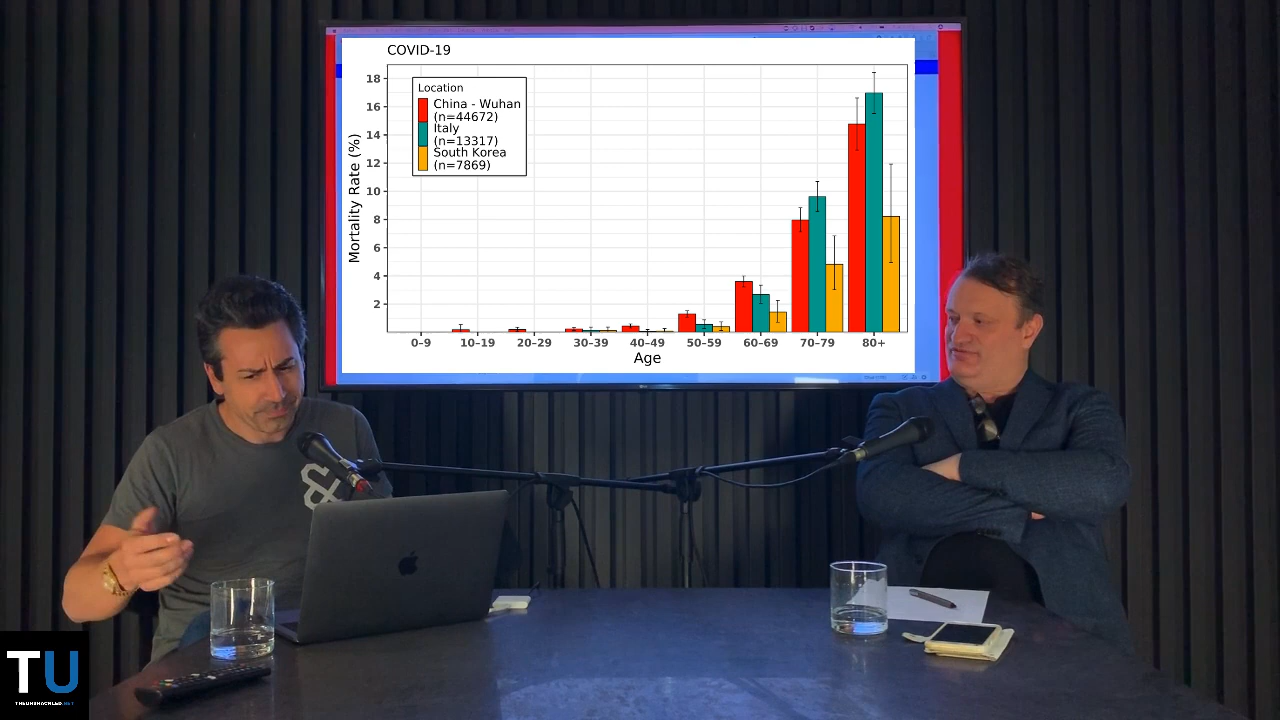 COVID-19
Location
China - Wuhan
(n=44672)
Italy
(n=13317)
South Korea
(n=7869)
Mortality Rate (%)
18
16
14
12
10
8
6
4
2
0-9 10-19 20-29 30-39 40-49 50-59 60-69 70-79 80+
Age
&
TU
THEUNSHACKLED.NET